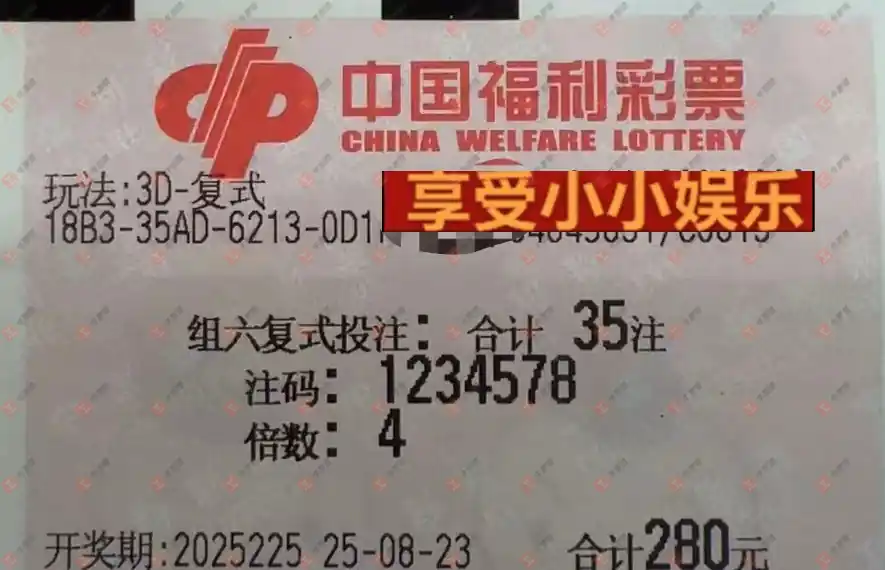 中国福利彩票
CHINA WELFARE LOTTERY
玩法:3D-复式
享受小小娱乐
18B3-35AD-6213-0D1
组六复式投注: 合计 35注
注码: 1234578
倍数: 4
开奖期:2025225 25-08-23 合计280元